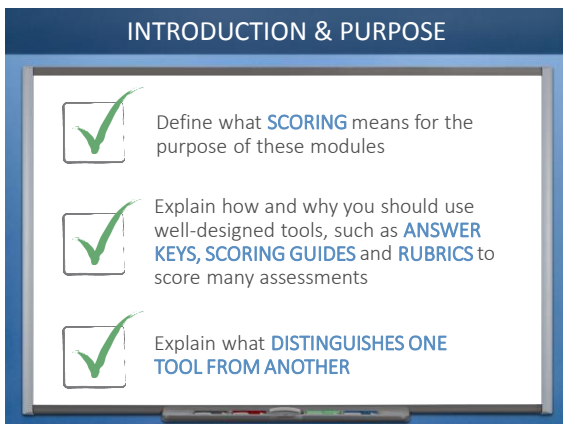 INTRODUCTION & PURPOSE
Define what SCORING means for the
purpose of these modules
Explain how and why you should use
well-designed tools, such as ANSWER
KEYS, SCORING GUIDES and RUBRICS to
score many assessments
Explain what DISTINGUISHES ONE
TOOL FROM ANOTHER